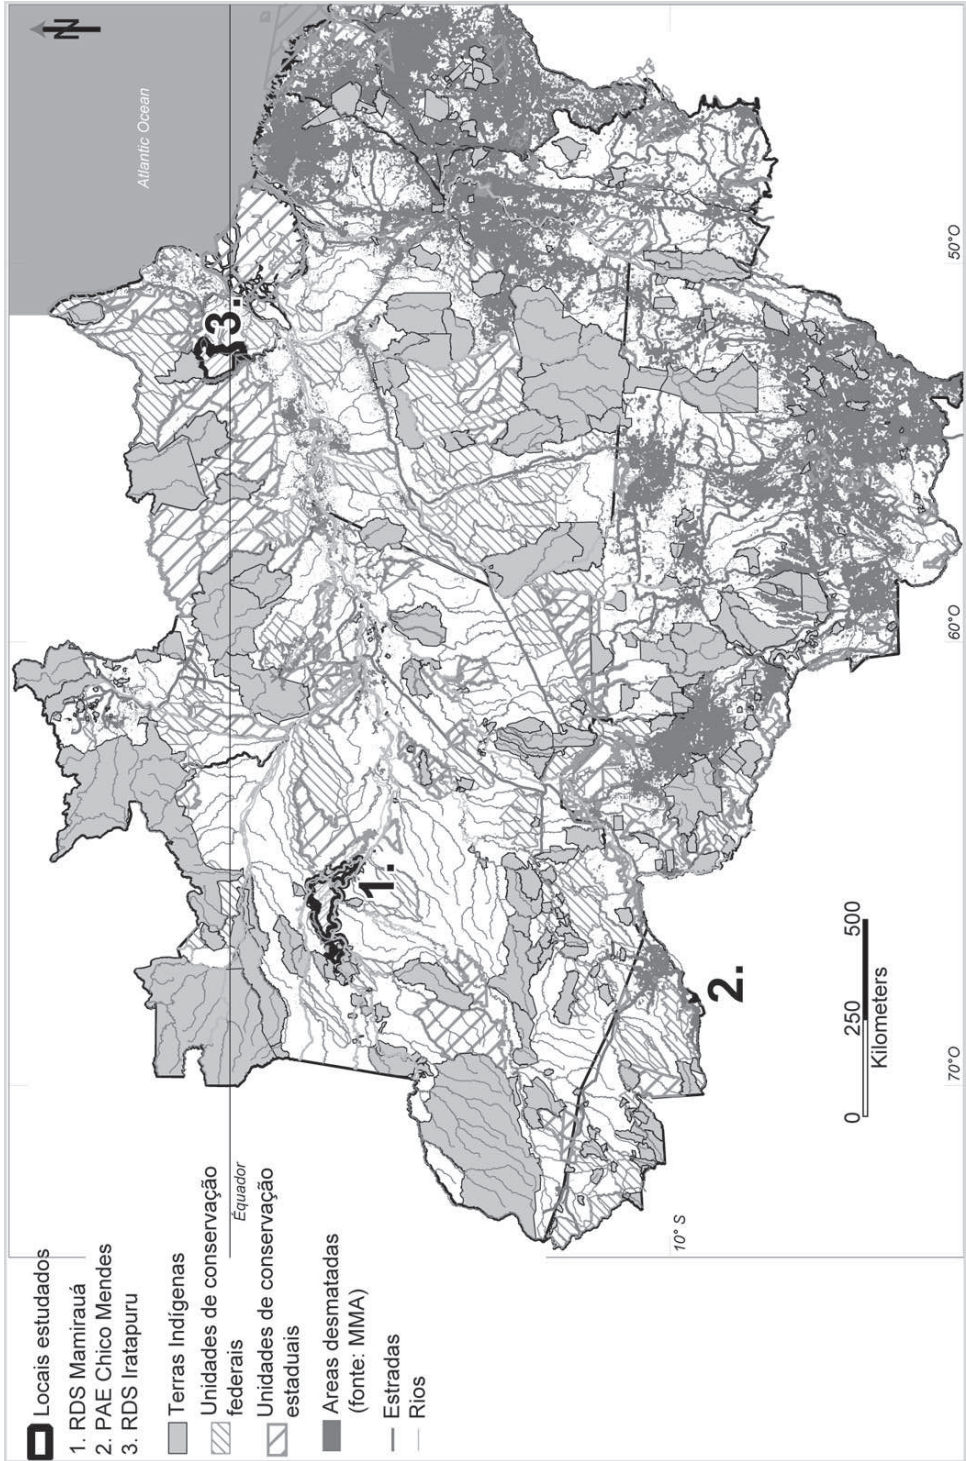 Locais estudados
1. RDS Mamirauá
2. PAE Chico Mendes
3. RDS Iratapuru
Terras Indígenas
Unidades de conservação
federais
Unidades de conservação
estaduais
Areas desmatadas
(fonte: MMA)
Estradas
Rios
N
Atlantic Ocean
Équador
1.
2.
3.
10° S
70°O
60°O
50°O
0 250 500
Kilometers